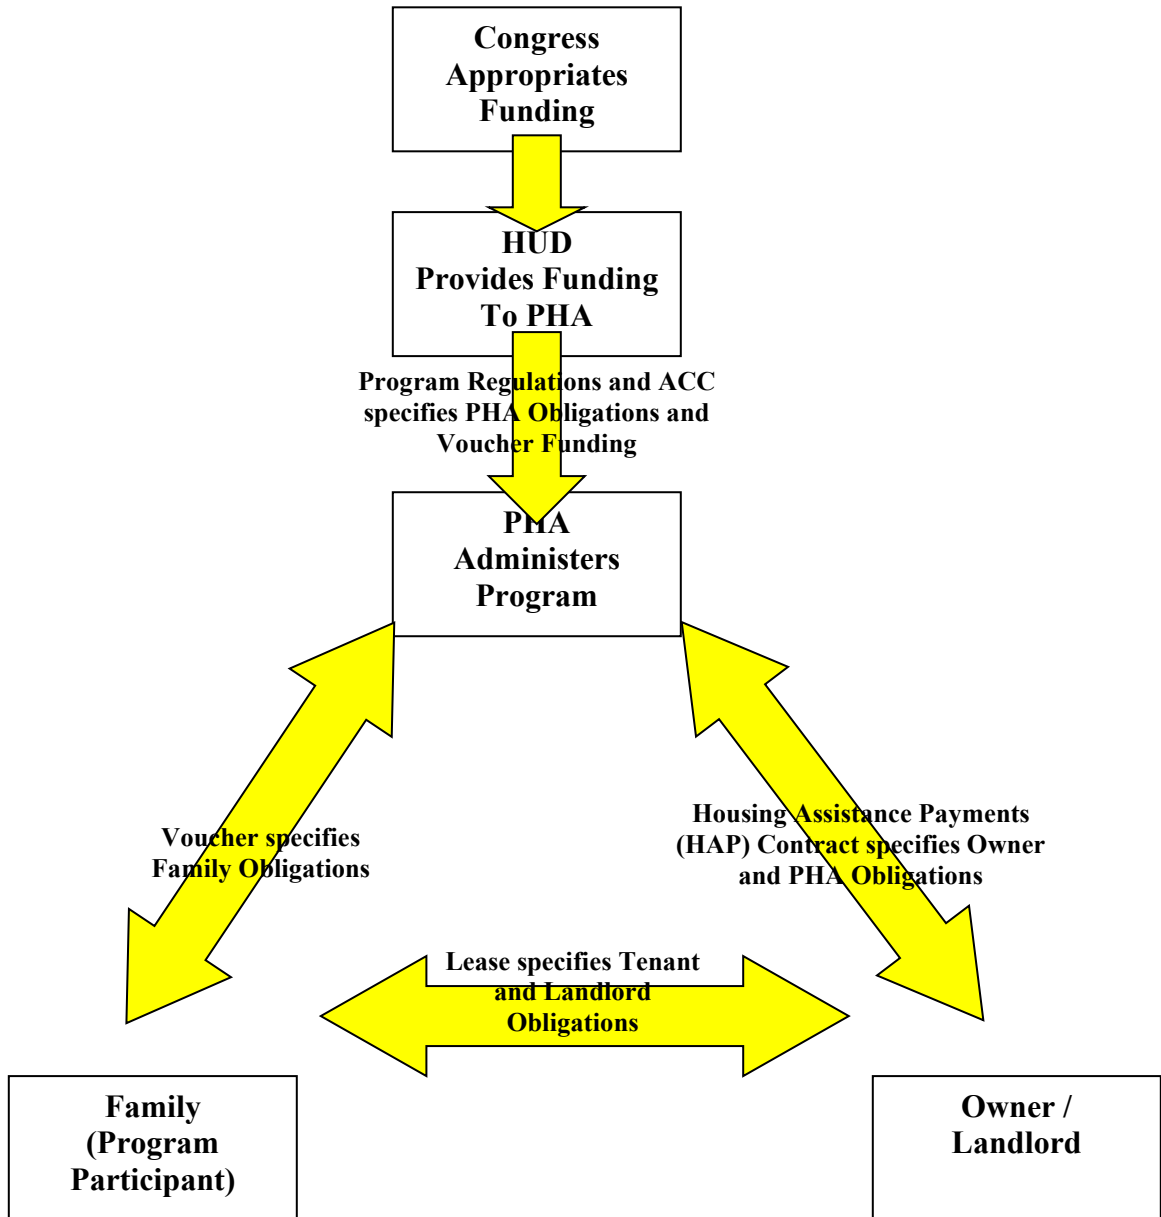 Congress
Appropriates
Funding
HUD
Provides Funding
To PHA
Program Regulations and ACC
specifies PHA Obligations and
Voucher Funding
PHA
Administers
Program
Voucher specifies
Family Obligations
Housing Assistance Payments
(HAP) Contract specifies Owner
and PHA Obligations
Lease specifies Tenant
and Landlord
Obligations
Family
(Program
Participant)
Owner /
Landlord